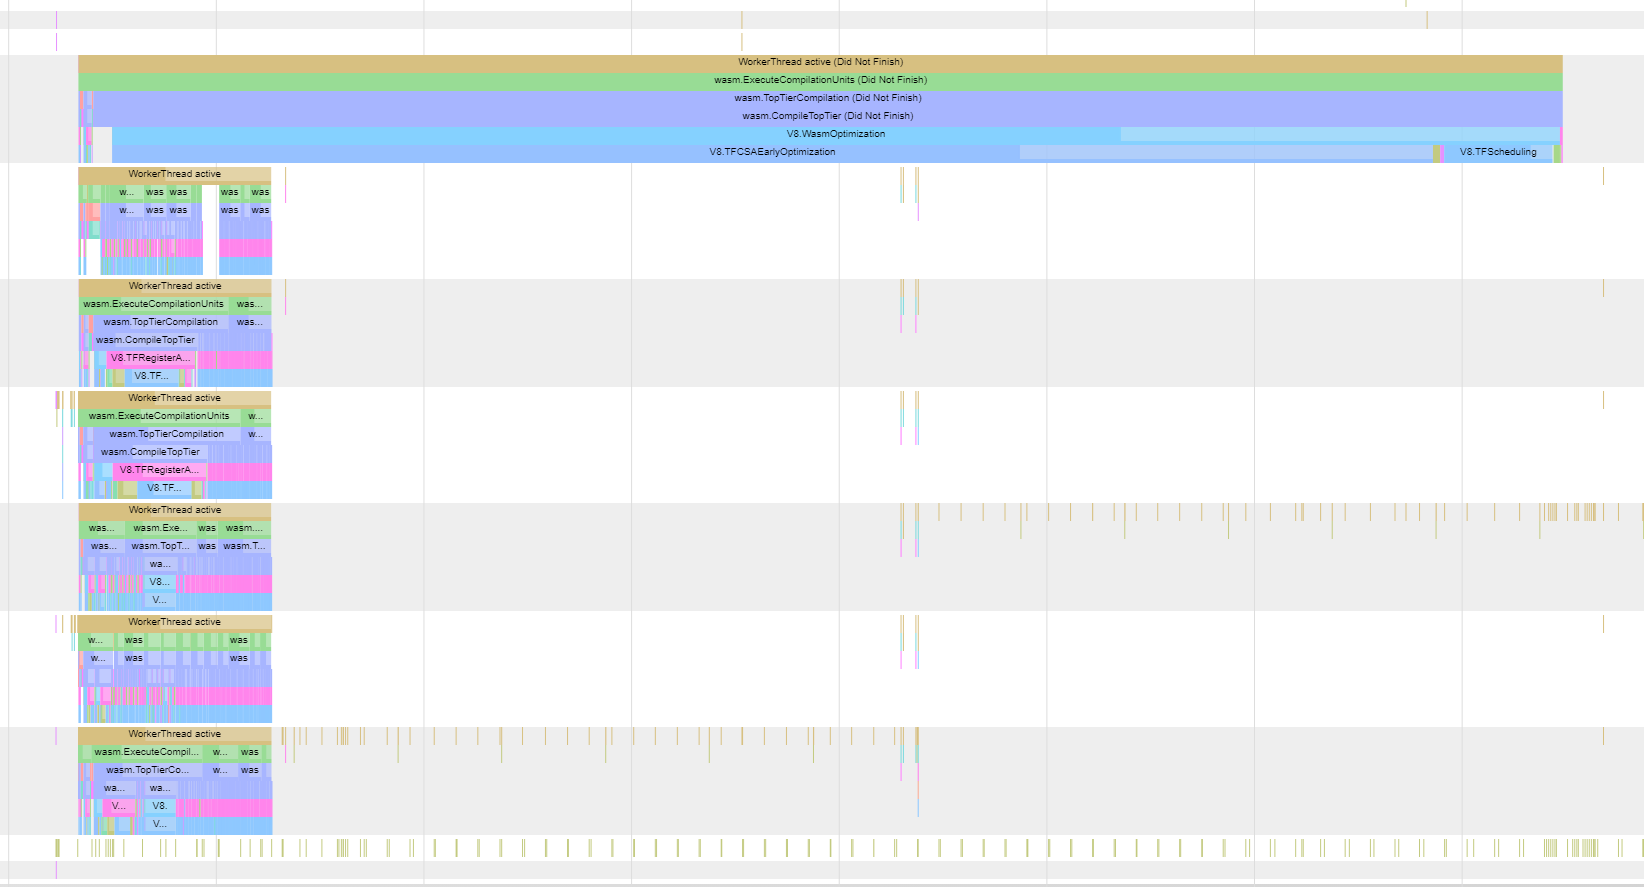 WorkerThread active (Did Not Finish)
wasm.ExecuteCompilationUnits (Did Not Finish)
wasm.TopTierCompilation (Did Not Finish)
wasm.CompileTopTier (Did Not Finish)
V8.WasmOptimization
V8.TFCSAEarlyOptimization V8.TFScheduling
WorkerThread active
w... was was was was
w... was was was was
WorkerThread active
wasm.ExecuteCompilationUnits was...
wasm.TopTierCompilation was...
wasm.CompileTopTier
V8.TFRegisterA...
V8.TF...
WorkerThread active
wasm.ExecuteCompilationUnits w...
wasm.TopTierCompilation w...
wasm.CompileTopTier
V8.TFRegisterA...
V8.TF...
WorkerThread active
was... wasm.Exe... was wasm....
was... wasm.TopT... was wasm.T...
wa...
V8...
V...
WorkerThread active
w... was was
w... was was
WorkerThread active
wasm.ExecuteCompil... w... was
wasm.TopTierCo... w... was
wa... wa...
V... V8.
V...